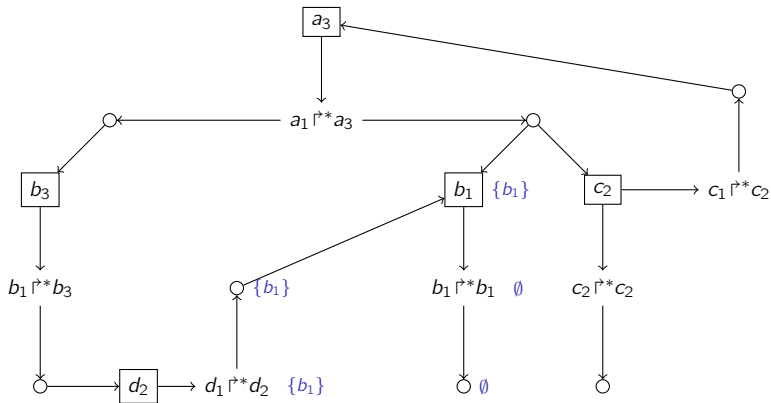 a₃
a₁ ↱* a₃
b₃
b₁ {b₁}
c₂
c₁ ↱* c₂
b₁ ↱* b₃
{b₁}
b₁ ↱* b₁ ∅
c₂ ↱* c₂
d₂
d₁ ↱* d₂ {b₁}
∅